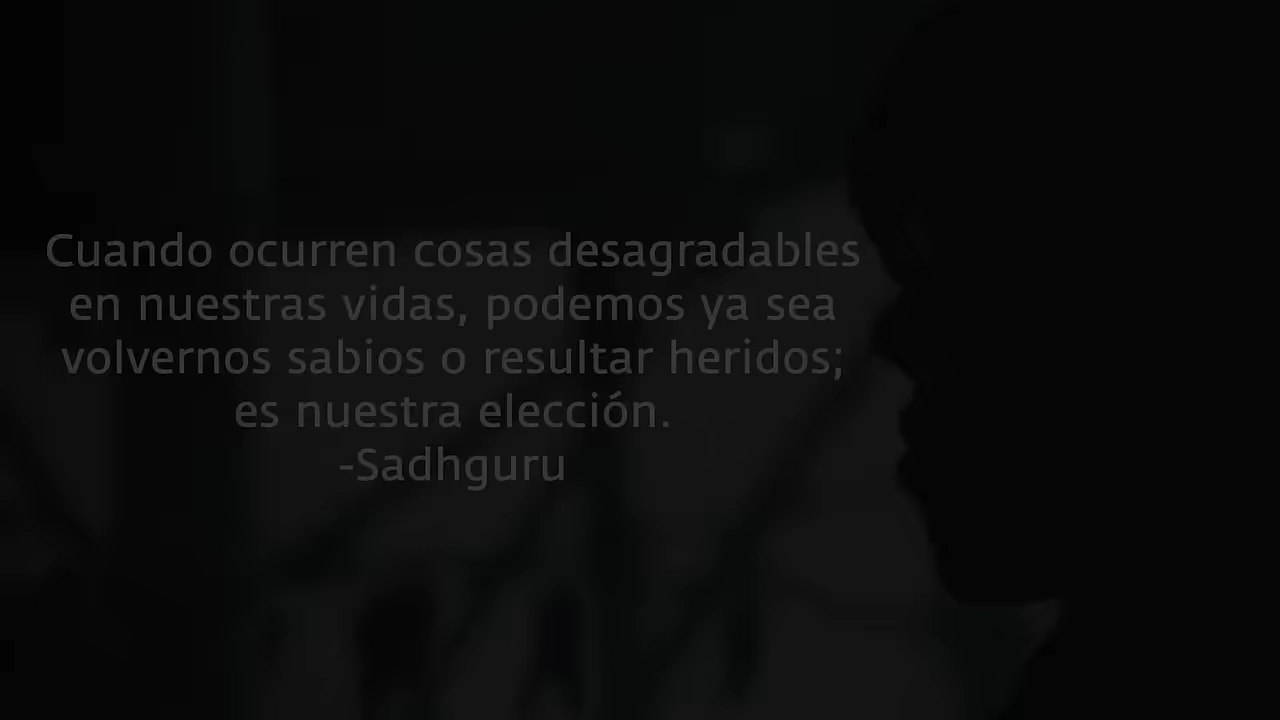 Cuando ocurren cosas desagradables
en nuestras vidas, podemos ya sea
volvernos sabios o resultar heridos;
es nuestra elección.
-Sadhguru